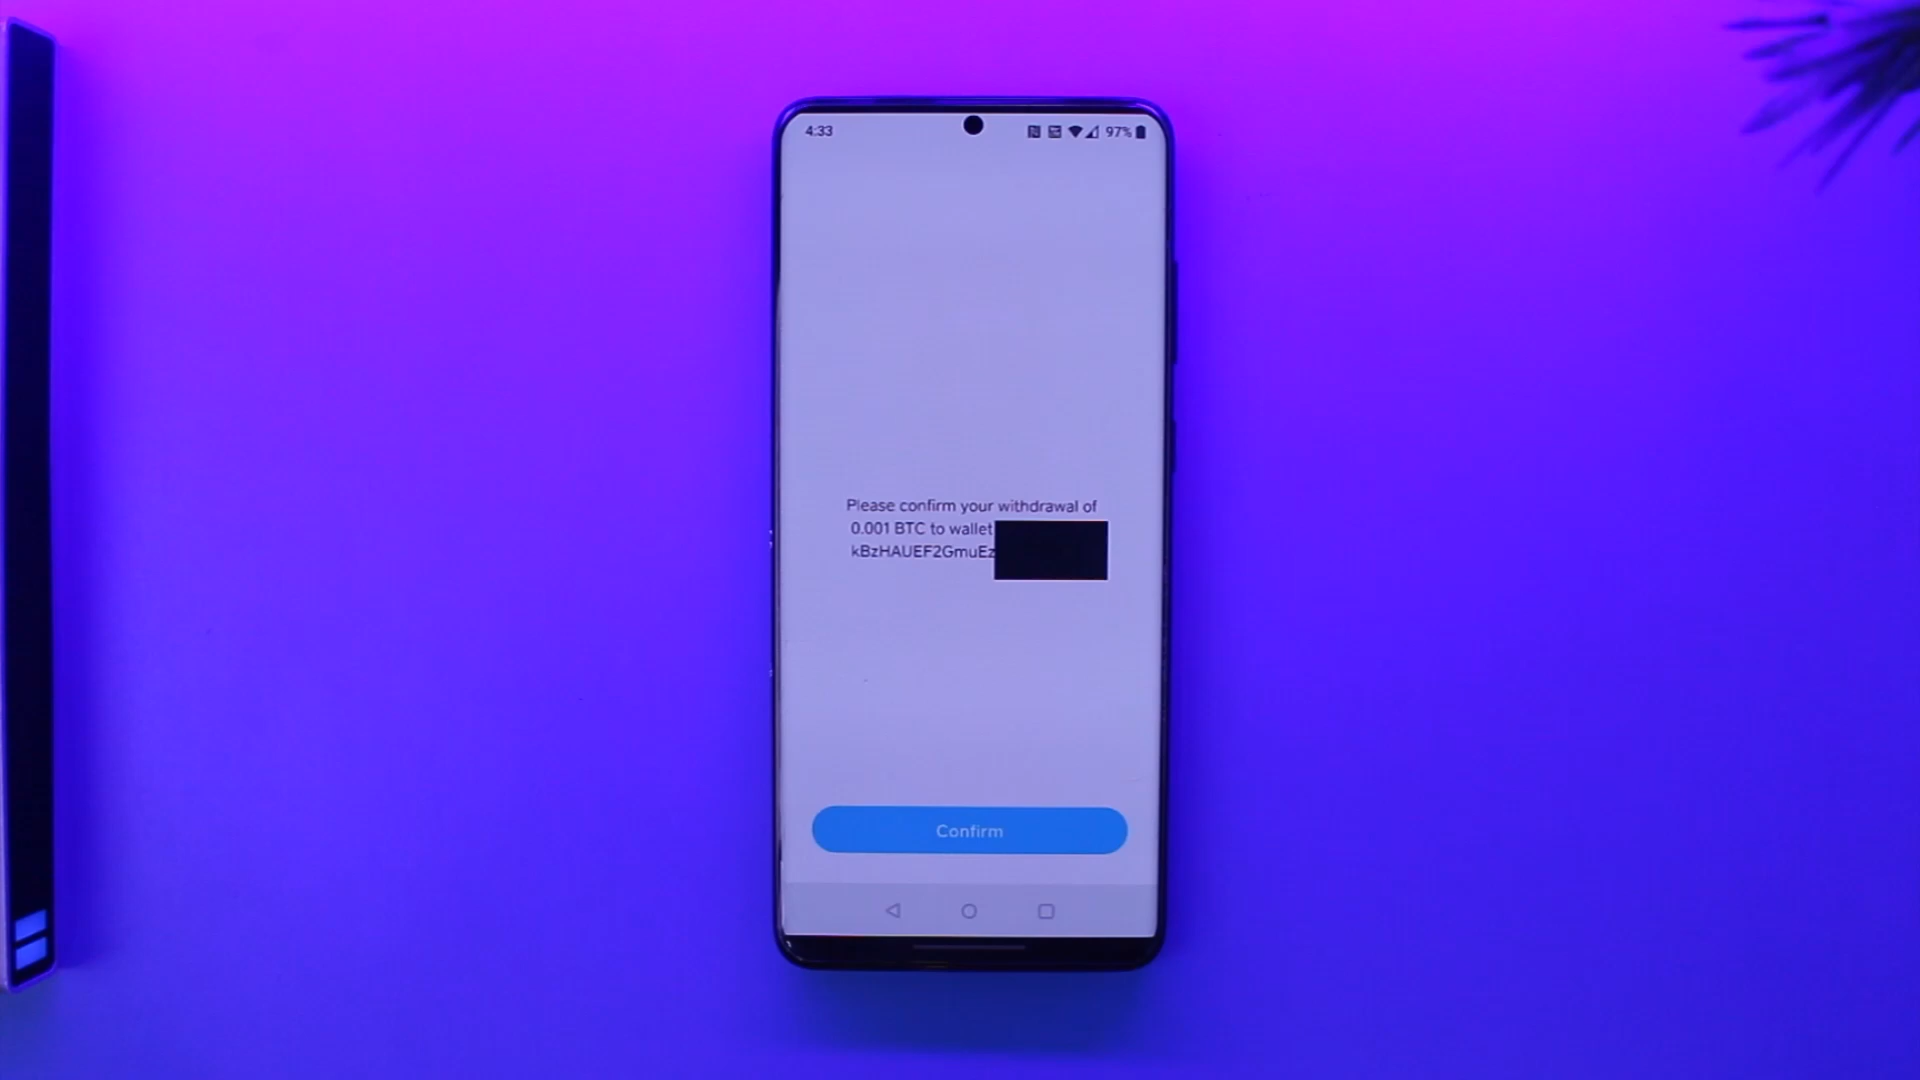 4:33
97%
Please confirm your withdrawal of
0.001 BTC to wallet
kBzHAUEF2GmuEz
Confirm